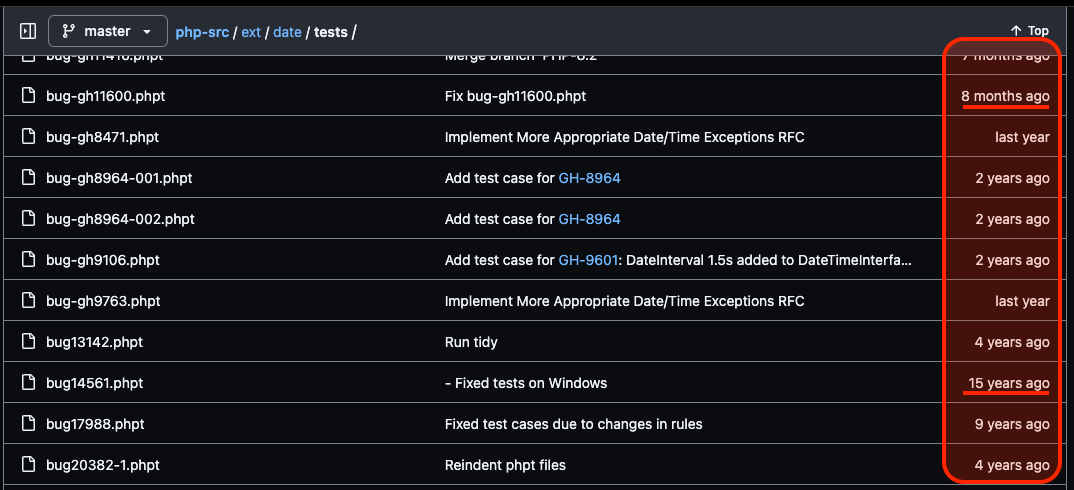 master php-src / ext / date / tests / Top
bug-gh11416.phpt Merge branch 'PHP-8.2' 7 months ago
bug-gh11600.phpt Fix bug-gh11600.phpt 8 months ago
bug-gh8471.phpt Implement More Appropriate Date/Time Exceptions RFC last year
bug-gh8964-001.phpt Add test case for GH-8964 2 years ago
bug-gh8964-002.phpt Add test case for GH-8964 2 years ago
bug-gh9106.phpt Add test case for GH-9601: DateInterval 1.5s added to DateTimeInterfa... 2 years ago
bug-gh9763.phpt Implement More Appropriate Date/Time Exceptions RFC last year
bug13142.phpt Run tidy 4 years ago
bug14561.phpt - Fixed tests on Windows 15 years ago
bug17988.phpt Fixed test cases due to changes in rules 9 years ago
bug20382-1.phpt Reindent phpt files 4 years ago